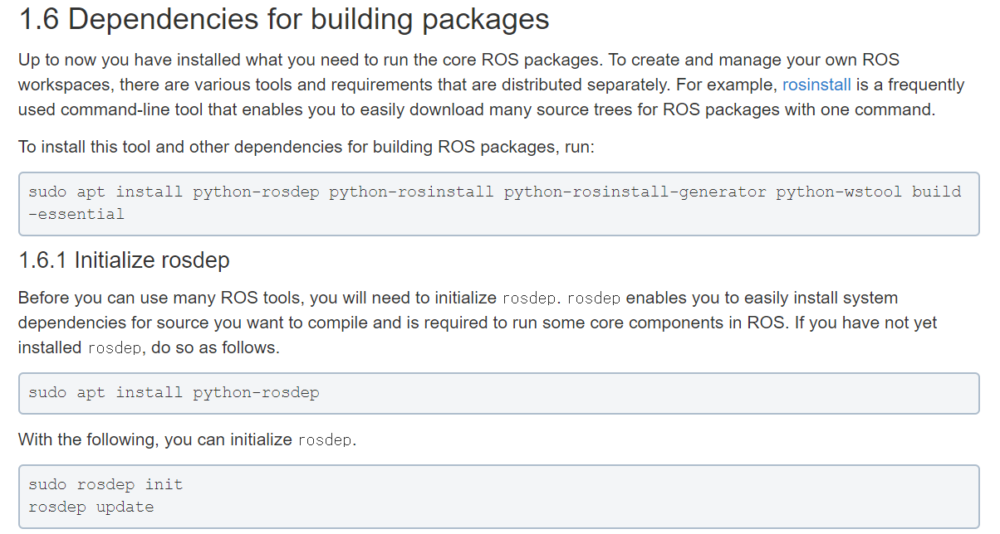 1.6 Dependencies for building packages
Up to now you have installed what you need to run the core ROS packages. To create and manage your own ROS
workspaces, there are various tools and requirements that are distributed separately. For example, rosinstall is a frequently
used command-line tool that enables you to easily download many source trees for ROS packages with one command.
To install this tool and other dependencies for building ROS packages, run:
sudo apt install python-rosdep python-rosinstall python-rosinstall-generator python-wstool build
-essential
1.6.1 Initialize rosdep
Before you can use many ROS tools, you will need to initialize rosdep. rosdep enables you to easily install system
dependencies for source you want to compile and is required to run some core components in ROS. If you have not yet
installed rosdep, do so as follows.
sudo apt install python-rosdep
With the following, you can initialize rosdep.
sudo rosdep init
rosdep update